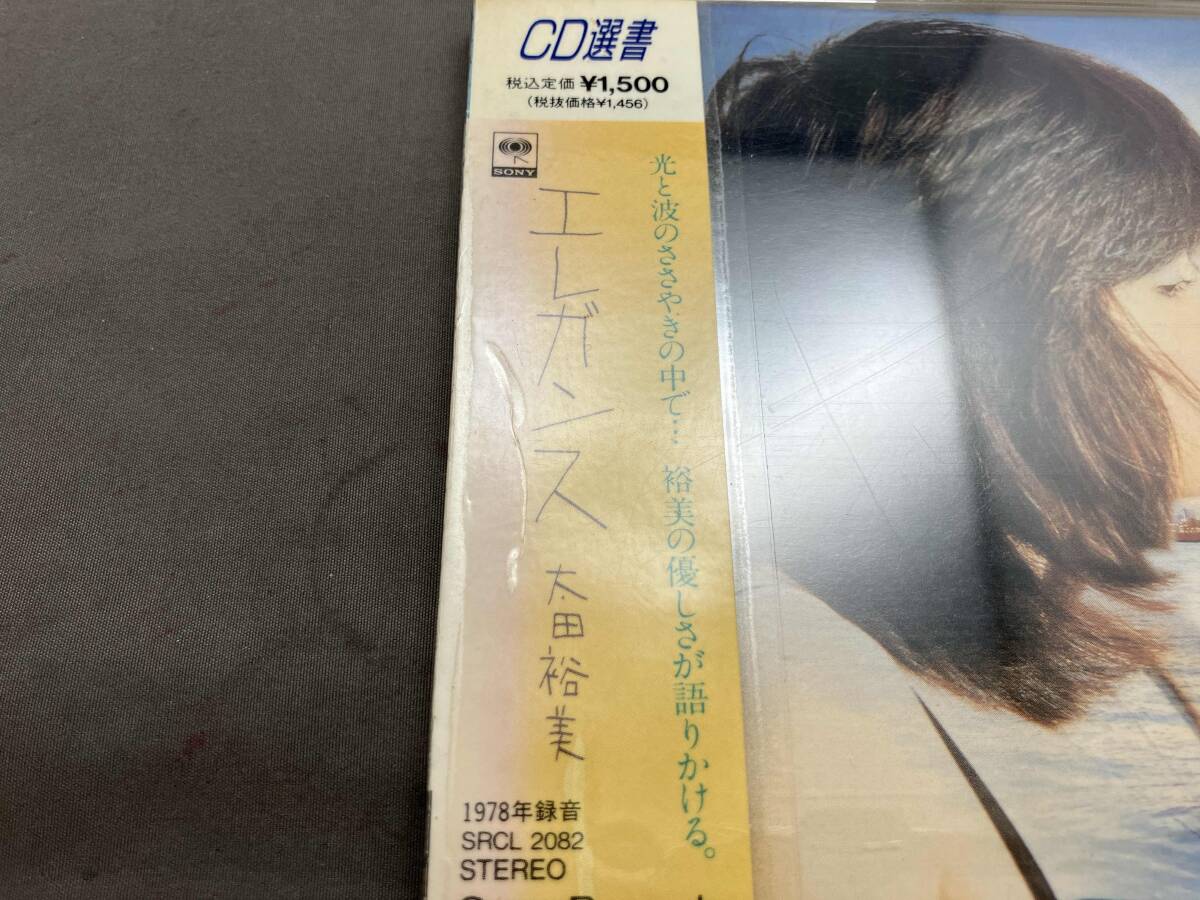 CD選書
税込定価 ¥1,500
(税抜価格¥1,456)
SONY
光と波のささやきの中で… 裕美の優しさが語りかける。
エレガンス
太田裕美
1978年録音
SRCL 2082
STEREO